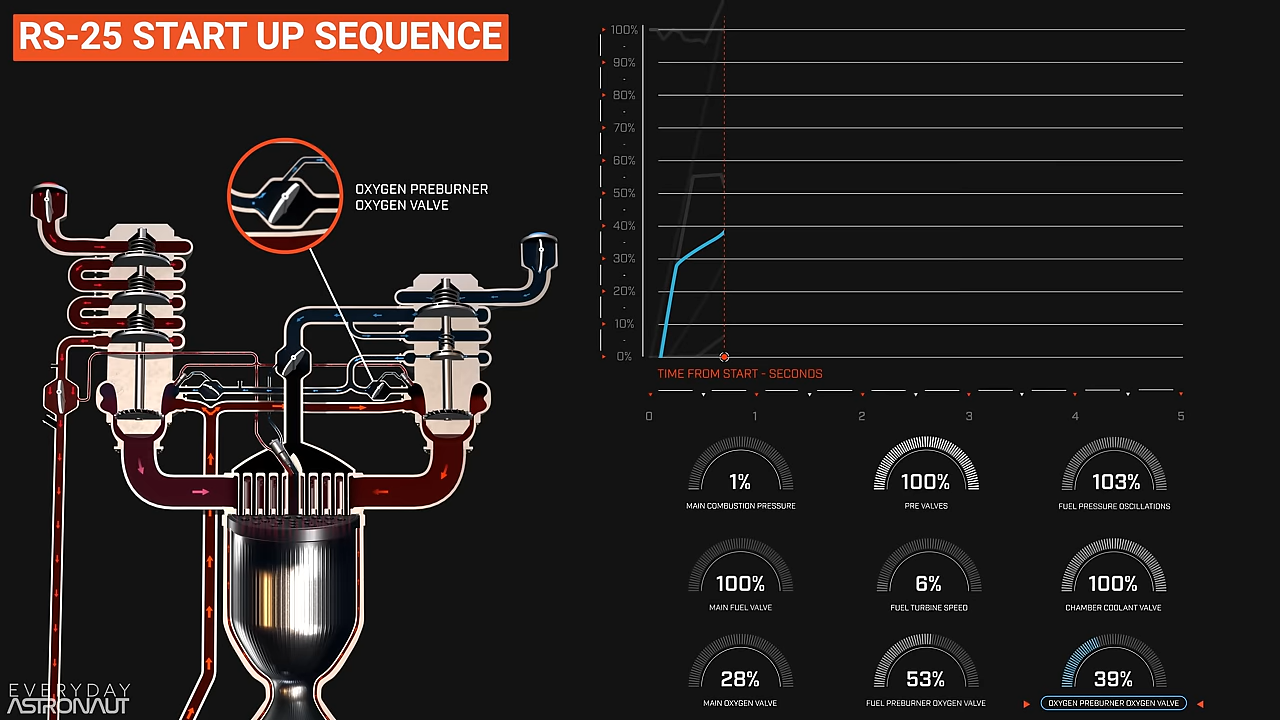 RS-25 START UP SEQUENCE
OXYGEN PREBURNER
OXYGEN VALVE
100%
90%
80%
70%
60%
50%
40%
30%
20%
10%
0%
TIME FROM START - SECONDS
0 1 2 3 4 5
1% 100% 103%
MAIN COMBUSTION PRESSURE PRE VALVES FUEL PRESSURE OSCILLATIONS
100% 6% 100%
MAIN FUEL VALVE FUEL TURBINE SPEED CHAMBER COOLANT VALVE
28% 53% 39%
MAIN OXYGEN VALVE FUEL PREBURNER OXYGEN VALVE OXYGEN PREBURNER OXYGEN VALVE
EVERYDAY
ASTRONAUT